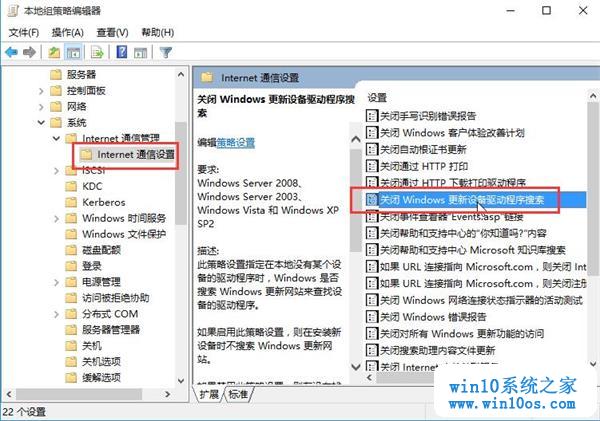 本地组策略编辑器
文件(F) 操作(A) 查看(V) 帮助(H)
服务器
控制面板
网络
系统
Internet 通信管理
Internet 通信设置
iSCSI
KDC
Kerberos
Windows 时间服务
Windows 文件保护
磁盘配额
登录
电源管理
访问被拒绝协助
分布式 COM
服务器管理器
关机
关机选项
缓解选项
Internet 通信设置
关闭 Windows 更新设备驱动程序搜索
编辑策略设置
要求:
Windows Server 2008、
Windows Server 2003、
Windows Vista 和 Windows XP
SP2
描述:
此策略设置指定在本地没有某个设
备的驱动程序时，Windows 是否
搜索 Windows 更新网站来查找设
备的驱动程序。
如果启用此策略设置，则在安装新
设备时不搜索 Windows 更新网
站。
设置
关闭手写识别错误报告
关闭 Windows 客户体验改善计划
关闭自动根证书更新
关闭通过 HTTP 打印
关闭通过 HTTP 下载打印驱动程序
关闭 Windows 更新设备驱动程序搜索
关闭事件查看器"Events.asp"链接
关闭帮助和支持中心的"你知道吗?"内容
关闭帮助和支持中心 Microsoft 知识库搜索
如果 URL 连接指向 Microsoft.com，则关闭 Int
如果 URL 连接指向 Microsoft.com，则关闭注册
关闭 Windows 网络连接状态指示器的活动测试
关闭 Windows 错误报告
关闭对所有 Windows 更新功能的访问
关闭搜索助理内容文件更新
关闭 Internet
扩展 标准
22 个设置
win10系统之家
www.win10os.com